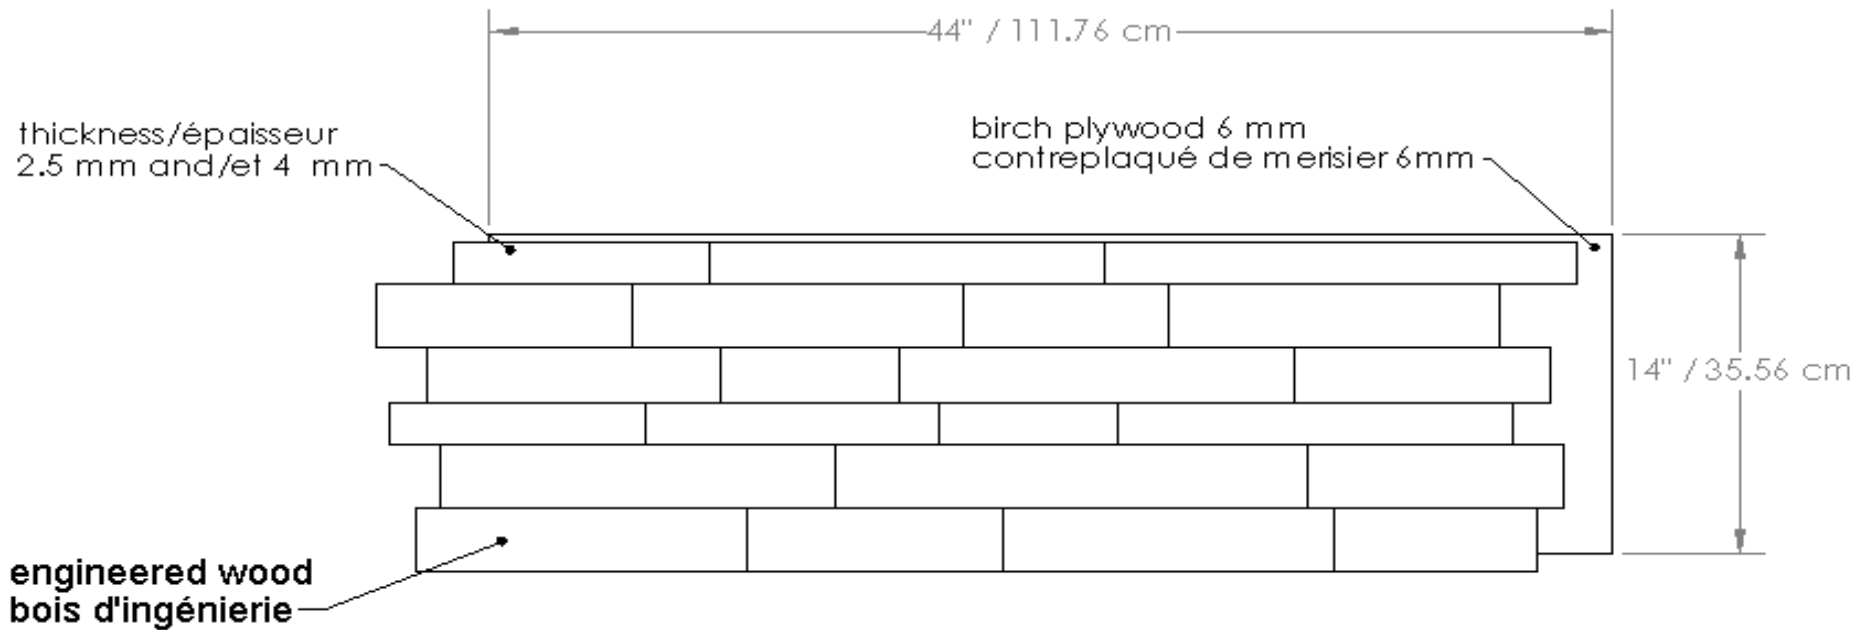 44" / 111.76 cm
thickness/épaisseur
2.5 mm and/et 4 mm
birch plywood 6 mm
contreplaqué de merisier 6mm
14" / 35.56 cm
engineered wood
bois d'ingénierie